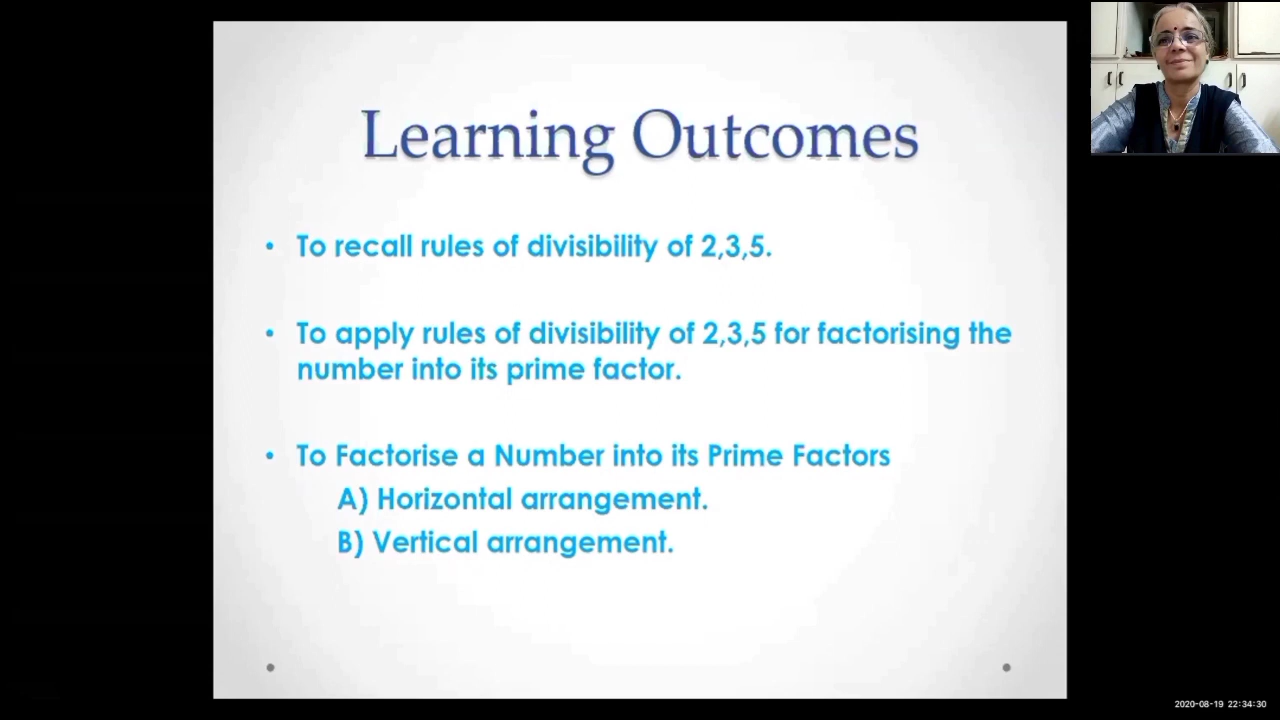 Learning Outcomes
• To recall rules of divisibility of 2,3,5.
• To apply rules of divisibility of 2,3,5 for factorising the
number into its prime factor.
• To Factorise a Number into its Prime Factors
A) Horizontal arrangement.
B) Vertical arrangement.
2020-08-19 22:34:30